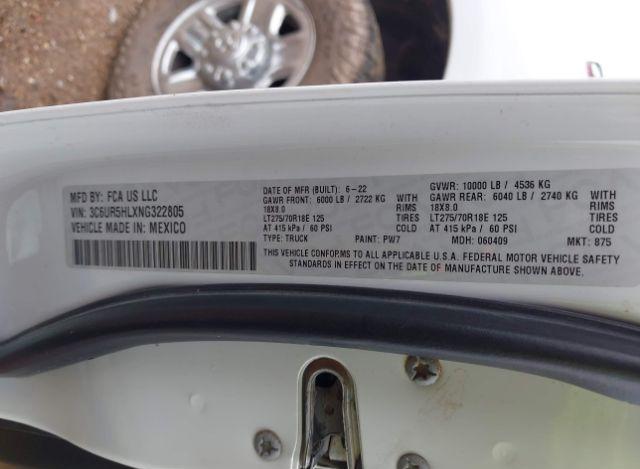 MFD BY: FCA US LLC
VIN: 3C6UR5HLXNG322805
VEHICLE MADE IN: MEXICO
DATE OF MFR (BUILT): 6-22
GAWR FRONT: 6000 LB / 2722 KG WITH
18X8.0 RIMS
LT275/70R18E 125 TIRES
AT 415 kPa / 60 PSI COLD
TYPE: TRUCK PAINT: PW7
GVWR: 10000 LB / 4536 KG
GAWR REAR: 6040 LB / 2740 KG WITH
18X8.0 RIMS
LT275/70R18E 125 TIRES
AT 415 kPa / 60 PSI COLD
MDH: 060409 MKT: 875
THIS VEHICLE CONFORMS TO ALL APPLICABLE U.S.A. FEDERAL MOTOR VEHICLE SAFETY
STANDARDS IN EFFECT ON THE DATE OF MANUFACTURE SHOWN ABOVE.